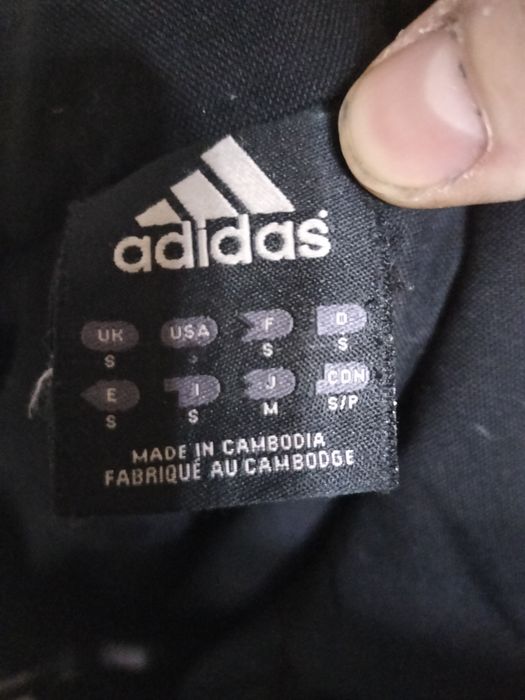 adidas
UK USA F D
S S S
E I J CDN
S S M S/P
MADE IN CAMBODIA
FABRIQUÉ AU CAMBODGE